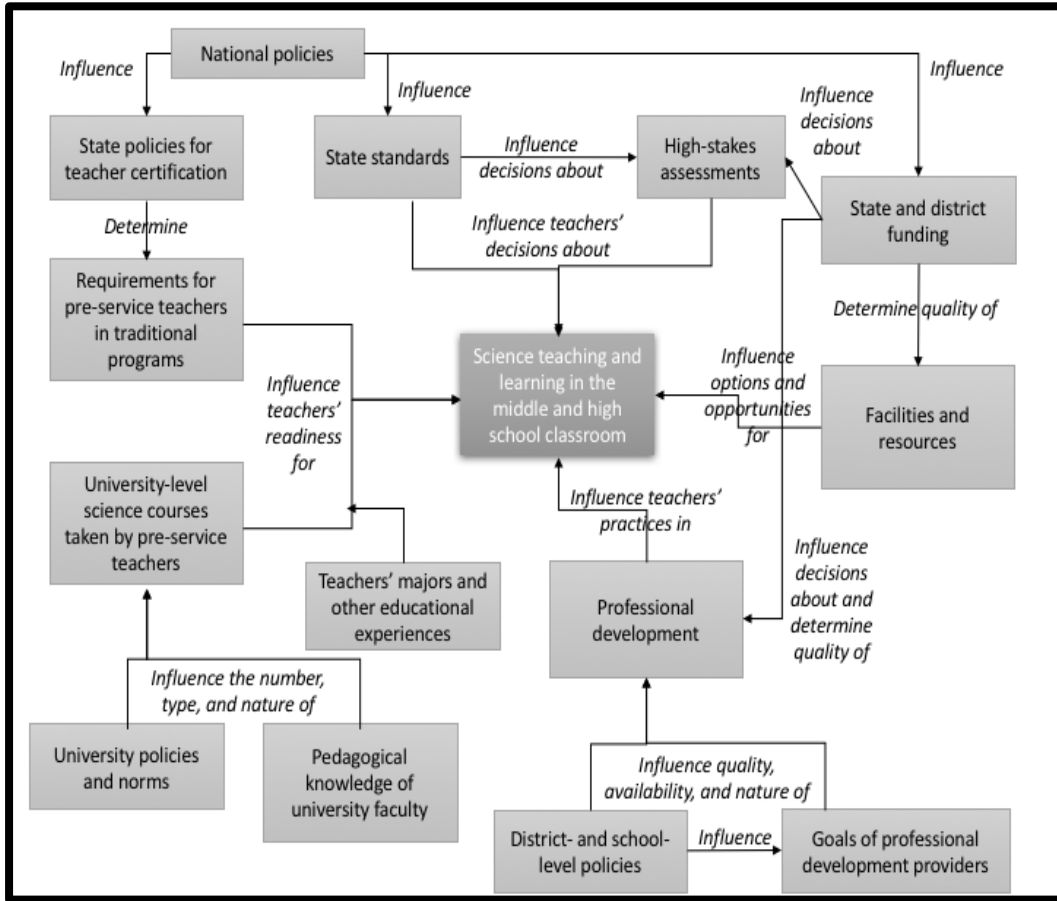 National policies
Influence
Influence
Influence
State policies for
teacher certification
State standards
Influence
decisions about
High-stakes
assessments
Influence
decisions
about
State and district
funding
Determine
Influence teachers’
decisions about
Requirements for
pre-service teachers
in traditional
programs
Determine quality of
Science teaching and
learning in the
middle and high
school classroom
Influence
options and
opportunities
for
Facilities and
resources
Influence
teachers’
readiness
for
University-level
science courses
taken by pre-service
teachers
Influence teachers’
practices in
Teachers’ majors and
other educational
experiences
Professional
development
Influence
decisions
about and
determine
quality of
Influence the number,
type, and nature of
University policies
and norms
Pedagogical
knowledge of
university faculty
Influence quality,
availability, and nature of
District- and school-
level policies
Influence
Goals of professional
development providers